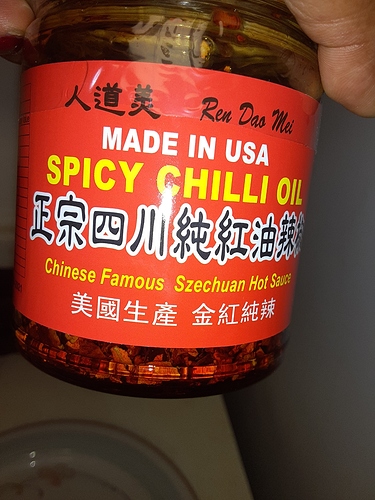 人道美 Ren Dao Mei
MADE IN USA
SPICY CHILLI OIL
正宗四川純紅油辣
Chinese Famous Szechuan Hot Sauce
美國生產 金紅純辣